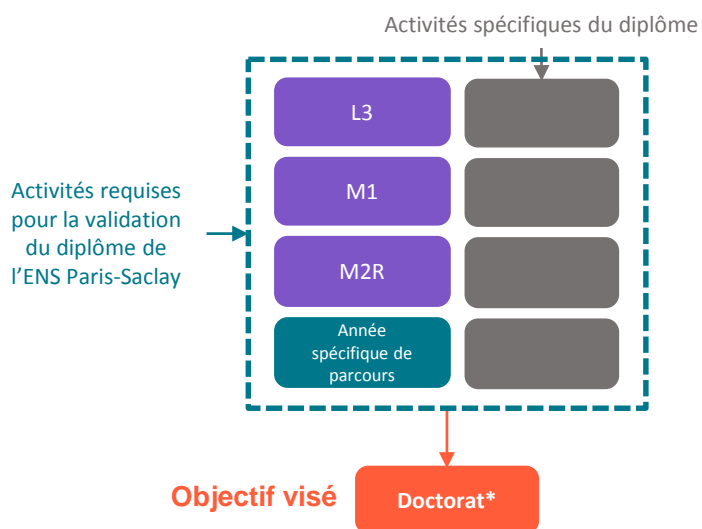 Activités spécifiques du diplôme
L3
M1
Activités requises
pour la validation
du diplôme de
l'ENS Paris-Saclay
M2R
Année
spécifique de
parcours
Objectif visé
Doctorat*